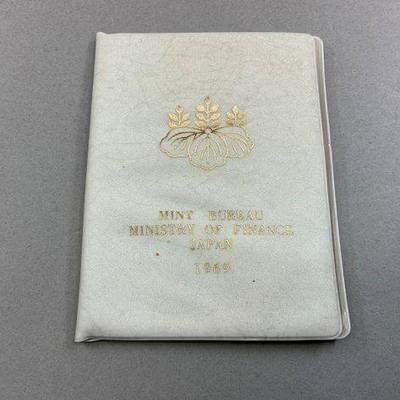 MINT BUREAU
MINISTRY OF FINANCE
JAPAN
1969